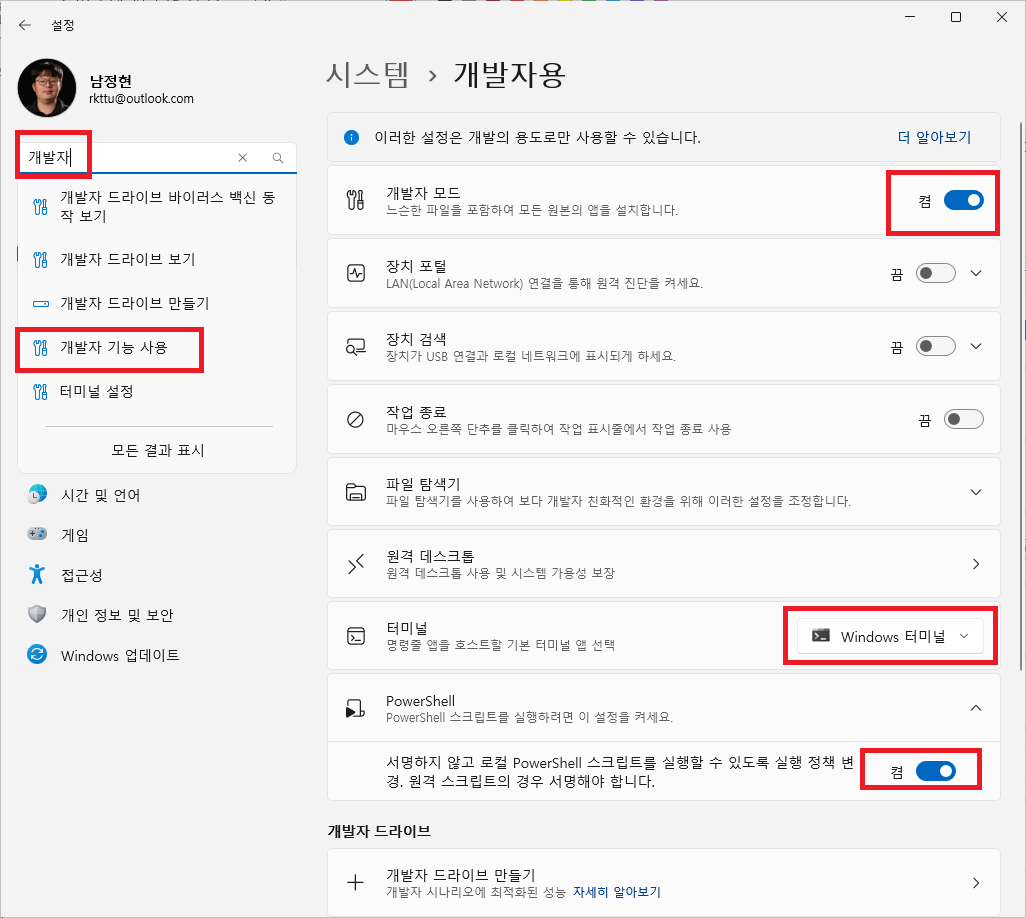 설정
남정현
rkttu@outlook.com
개발자
개발자 드라이브 바이러스 백신 동
작 보기
개발자 드라이브 보기
개발자 드라이브 만들기
개발자 기능 사용
터미널 설정
모든 결과 표시
시간 및 언어
게임
접근성
개인 정보 및 보안
Windows 업데이트
시스템 › 개발자용
이러한 설정은 개발의 용도로만 사용할 수 있습니다.
더 알아보기
개발자 모드
느슨한 파일을 포함하여 모든 원본의 앱을 설치합니다.
켬
장치 포털
LAN(Local Area Network) 연결을 통해 원격 진단을 켜세요.
끔
장치 검색
장치가 USB 연결과 로컬 네트워크에 표시되게 하세요.
끔
작업 종료
마우스 오른쪽 단추를 클릭하여 작업 표시줄에서 작업 종료 사용
끔
파일 탐색기
파일 탐색기를 사용하여 보다 개발자 친화적인 환경을 위해 이러한 설정을 조정합니다.
원격 데스크톱
원격 데스크톱 사용 및 시스템 가용성 보장
터미널
명령줄 앱을 호스트할 기본 터미널 앱 선택
Windows 터미널
PowerShell
PowerShell 스크립트를 실행하려면 이 설정을 켜세요.
서명하지 않고 로컬 PowerShell 스크립트를 실행할 수 있도록 실행 정책 변
경. 원격 스크립트의 경우 서명해야 합니다.
켬
개발자 드라이브
개발자 드라이브 만들기
개발자 시나리오에 최적화된 성능 자세히 알아보기